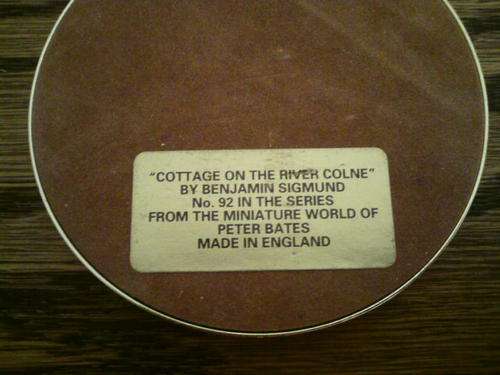 "COTTAGE ON THE RIVER COLNE"
BY BENJAMIN SIGMUND
No. 92 IN THE SERIES
FROM THE MINIATURE WORLD OF
PETER BATES
MADE IN ENGLAND